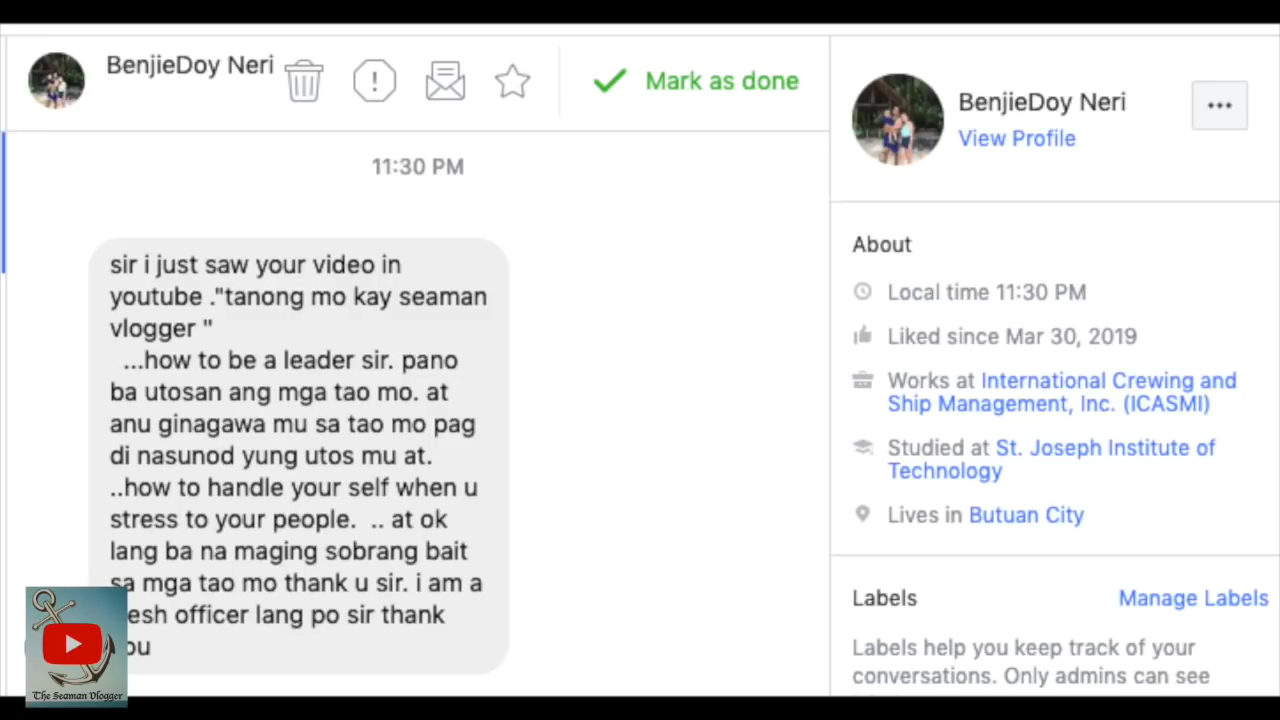 BenjieDoy Neri
Mark as done
11:30 PM
sir i just saw your video in
youtube ."tanong mo kay seaman
vlogger "
...how to be a leader sir. pano
ba utosan ang mga tao mo. at
anu ginagawa mu sa tao mo pag
di nasunod yung utos mu at.
..how to handle your self when u
stress to your people.  .. at ok
lang ba na maging sobrang bait
sa mga tao mo thank u sir. i am a
esh officer lang po sir thank
ou
The Seaman Vlogger
BenjieDoy Neri
View Profile
About
Local time 11:30 PM
Liked since Mar 30, 2019
Works at International Crewing and
Ship Management, Inc. (ICASMI)
Studied at St. Joseph Institute of
Technology
Lives in Butuan City
Labels
Manage Labels
Labels help you keep track of your
conversations. Only admins can see